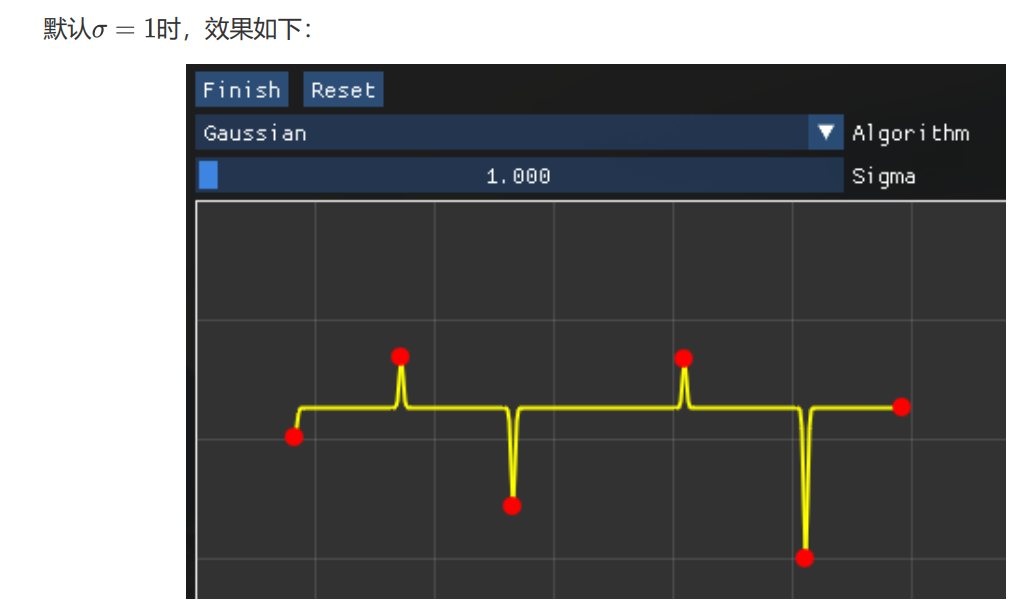 默认σ = 1时，效果如下：
Finish Reset
Gaussian Algorithm
1.000 Sigma